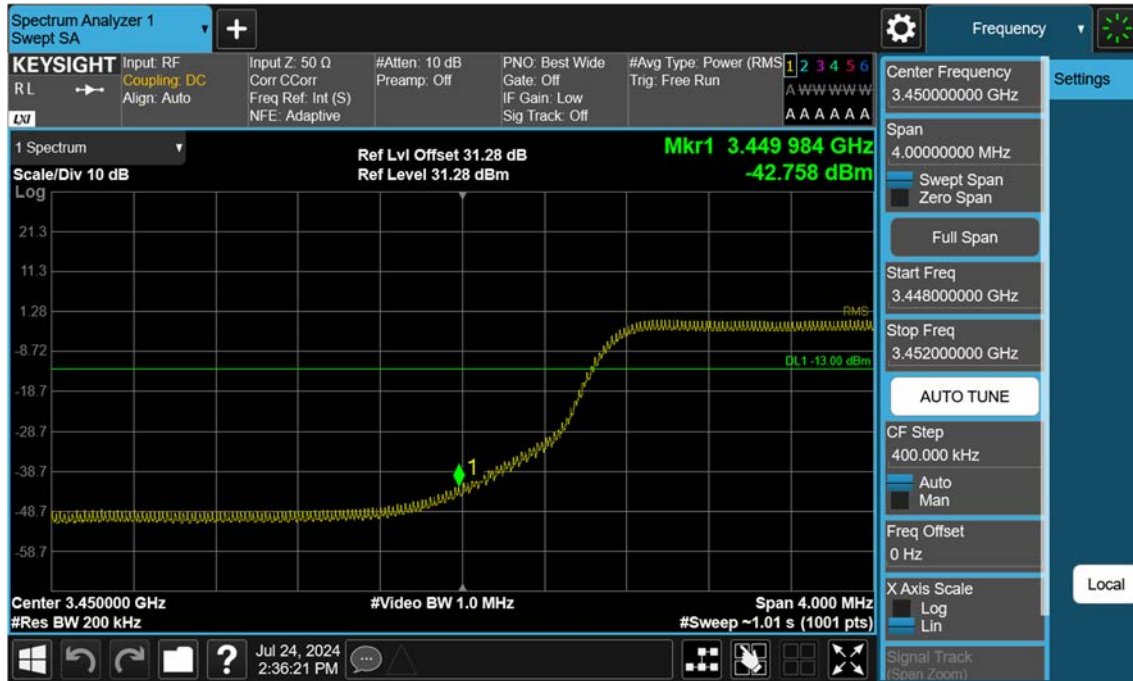 Spectrum Analyzer 1
Swept SA
+
Frequency
KEYSIGHT
RL
LXI
Input: RF
Coupling: DC
Align: Auto
Input Z: 50 Ω
Corr CCorr
Freq Ref: Int (S)
NFE: Adaptive
#Atten: 10 dB
Preamp: Off
PNO: Best Wide
Gate: Off
IF Gain: Low
Sig Track: Off
#Avg Type: Power (RMS
Trig: Free Run
1 2 3 4 5 6
A W W W W W
A A A A A A
1 Spectrum
Scale/Div 10 dB
Ref Lvl Offset 31.28 dB
Ref Level 31.28 dBm
Mkr1 3.449 984 GHz
-42.758 dBm
Log
21.3
11.3
1.28
-8.72
-18.7
-28.7
-38.7
-48.7
-58.7
RMS
DL1 -13.00 dBm
1
Center 3.450000 GHz
#Res BW 200 kHz
#Video BW 1.0 MHz
Span 4.000 MHz
#Sweep ~1.01 s (1001 pts)
Center Frequency
3.450000000 GHz
Span
4.00000000 MHz
Swept Span
Zero Span
Full Span
Start Freq
3.448000000 GHz
Stop Freq
3.452000000 GHz
AUTO TUNE
CF Step
400.000 kHz
Auto
Man
Freq Offset
0 Hz
X Axis Scale
Log
Lin
Signal Track
(Span Zoom)
Settings
Local
?
Jul 24, 2024
2:36:21 PM